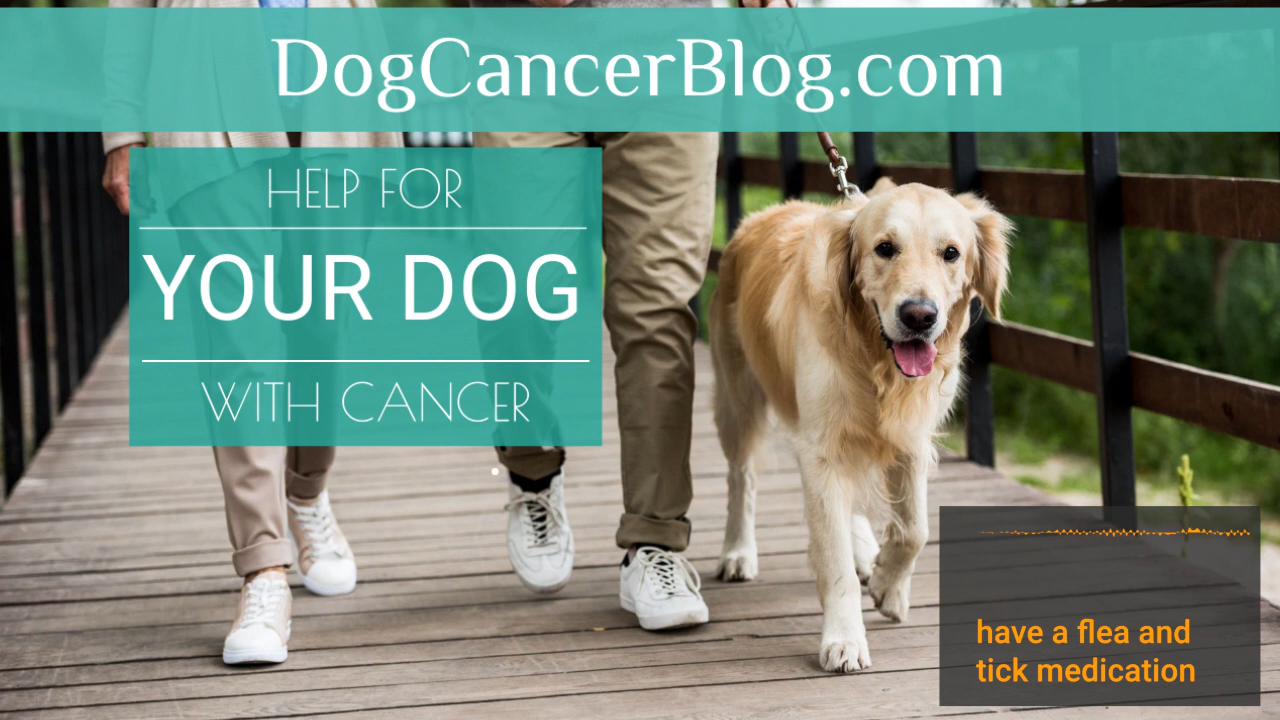 DogCancerBlog.com
HELP FOR
YOUR DOG
WITH CANCER
have a flea and
tick medication